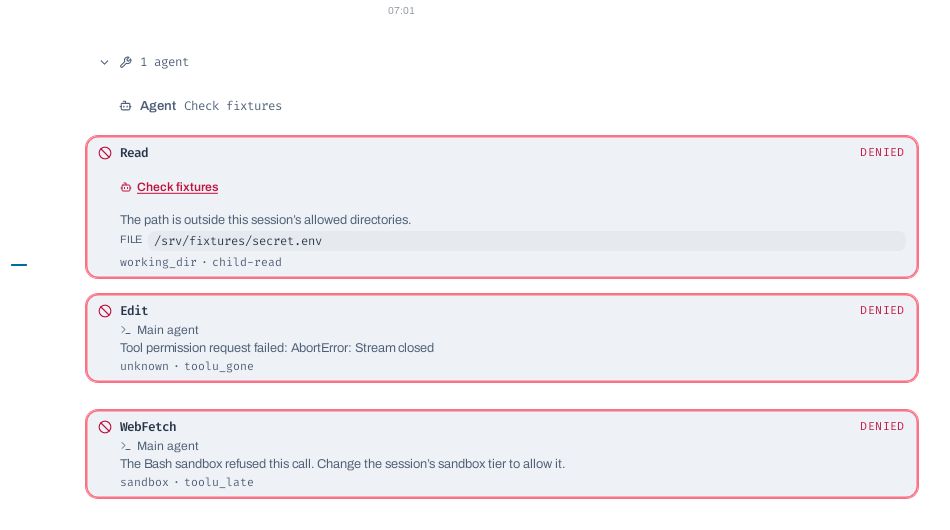 07:01
1 agent
Agent Check fixtures
Read DENIED
Check fixtures
The path is outside this session's allowed directories.
FILE /srv/fixtures/secret.env
working_dir · child-read
Edit DENIED
Main agent
Tool permission request failed: AbortError: Stream closed
unknown · toolu_gone
WebFetch DENIED
Main agent
The Bash sandbox refused this call. Change the session's sandbox tier to allow it.
sandbox · toolu_late